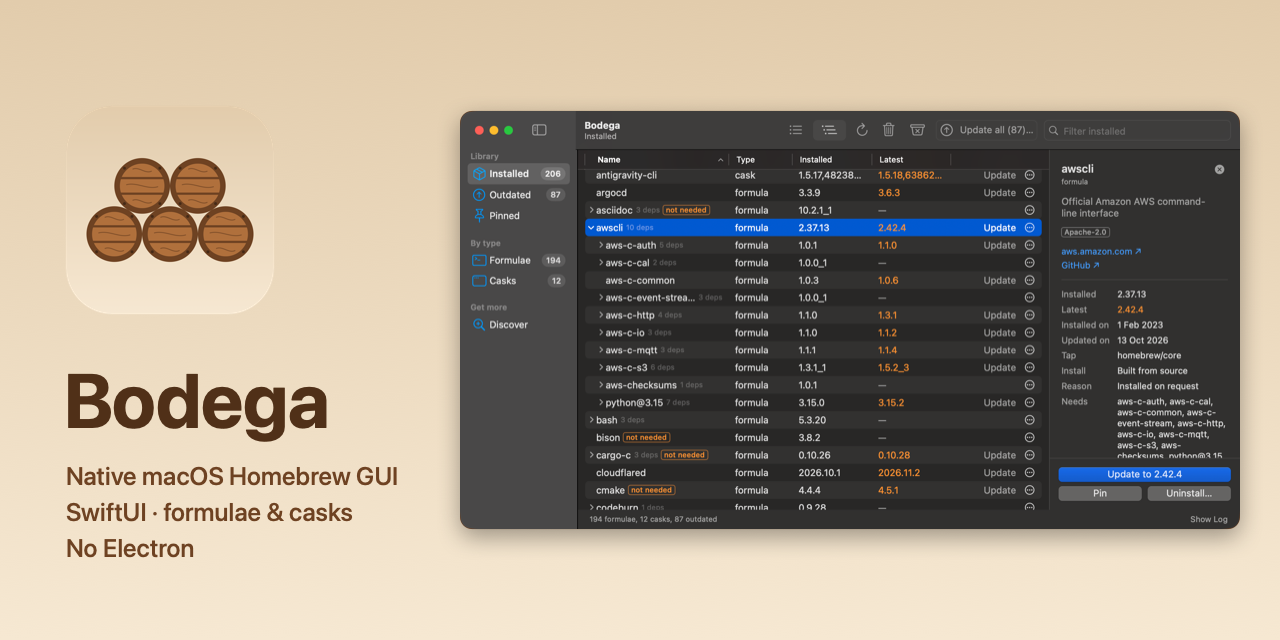 Bodega
Native macOS Homebrew GUI
SwiftUI · formulae & casks
No Electron
Library
Installed 206
Outdated 87
Pinned
By type
Formulae 194
Casks 12
Get more
Discover
Bodega
Installed
Update all (87)...
Filter installed
Name Type Installed Latest
antigravity-cli cask 1.5.17,48238... 1.5.18,63862... Update
argocd formula 3.3.9 3.6.3 Update
asciidoc 3 deps not needed formula 10.2.1_1 —
awscli 10 deps formula 2.37.13 2.42.4 Update
aws-c-auth 5 deps formula 1.0.1 1.1.0 Update
aws-c-cal 2 deps formula 1.0.0_1 —
aws-c-common formula 1.0.3 1.0.6 Update
aws-c-event-strea... 3 deps formula 1.0.0_1 —
aws-c-http 4 deps formula 1.1.0 1.3.1 Update
aws-c-io 3 deps formula 1.1.0 1.1.2 Update
aws-c-mqtt 3 deps formula 1.1.1 1.1.4 Update
aws-c-s3 6 deps formula 1.3.1_1 1.5.2_3 Update
aws-checksums 1 deps formula 1.0.1 —
python@3.15 7 deps formula 3.15.0 3.15.2 Update
bash 3 deps formula 5.3.20 —
bison not needed formula 3.8.2 —
cargo-c 3 deps not needed formula 0.10.26 0.10.28 Update
cloudflared formula 2026.10.1 2026.11.2 Update
cmake not needed formula 4.4.4 4.5.1 Update
codeburn 1 deps formula 0.9.28 —
194 formulae, 12 casks, 87 outdated
awscli
formula
Official Amazon AWS command-
line interface
Apache-2.0
aws.amazon.com ↗
GitHub ↗
Installed 2.37.13
Latest 2.42.4
Installed on 1 Feb 2023
Updated on 13 Oct 2026
Tap homebrew/core
Install Built from source
Reason Installed on request
Needs aws-c-auth, aws-c-cal,
aws-c-common, aws-c-
event-stream, aws-c-http,
aws-c-io, aws-c-mqtt,
aws-c-s3, aws-
checksums, python@3.15
Update to 2.42.4
Pin Uninstall...
Show Log